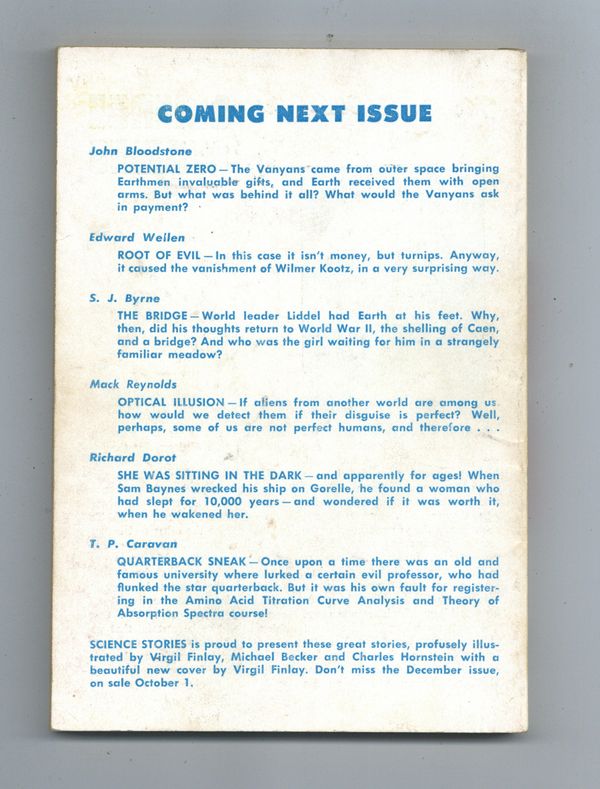 COMING NEXT ISSUE
John Bloodstone
POTENTIAL ZERO — The Vanyans came from outer space bringing
Earthmen invaluable gifts, and Earth received them with open
arms. But what was behind it all? What would the Vanyans ask
in payment?
Edward Wellen
ROOT OF EVIL — In this case it isn't money, but turnips. Anyway,
it caused the vanishment of Wilmer Kootz, in a very surprising way.
S. J. Byrne
THE BRIDGE — World leader Liddel had Earth at his feet. Why,
then, did his thoughts return to World War II, the shelling of Caen,
and a bridge? And who was the girl waiting for him in a strangely
familiar meadow?
Mack Reynolds
OPTICAL ILLUSION — If aliens from another world are among us
how would we detect them if their disguise is perfect? Well,
perhaps, some of us are not perfect humans, and therefore . . .
Richard Dorot
SHE WAS SITTING IN THE DARK — and apparently for ages! When
Sam Baynes wrecked his ship on Gorelle, he found a woman who
had slept for 10,000 years — and wondered if it was worth it,
when he wakened her.
T. P. Caravan
QUARTERBACK SNEAK — Once upon a time there was an old and
famous university where lurked a certain evil professor, who had
flunked the star quarterback. But it was his own fault for register-
ing in the Amino Acid Titration Curve Analysis and Theory of
Absorption Spectra course!
SCIENCE STORIES is proud to present these great stories, profusely illus-
trated by Virgil Finlay, Michael Becker and Charles Hornstein with a
beautiful new cover by Virgil Finlay. Don't miss the December issue,
on sale October 1.